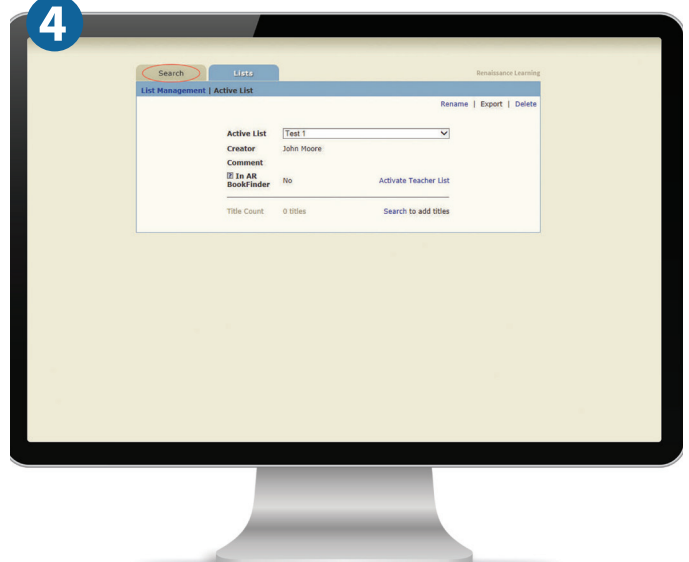 4
Search Lists Renaissance Learning
List Management | Active List
Rename | Export | Delete
Active List Test 1
Creator John Moore
Comment
? In AR
BookFinder No Activate Teacher List
Title Count 0 titles Search to add titles